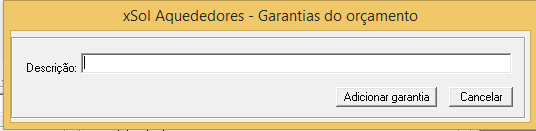 xSol Aquededores - Garantias do orçamento
Descrição:
Adicionar garantia Cancelar